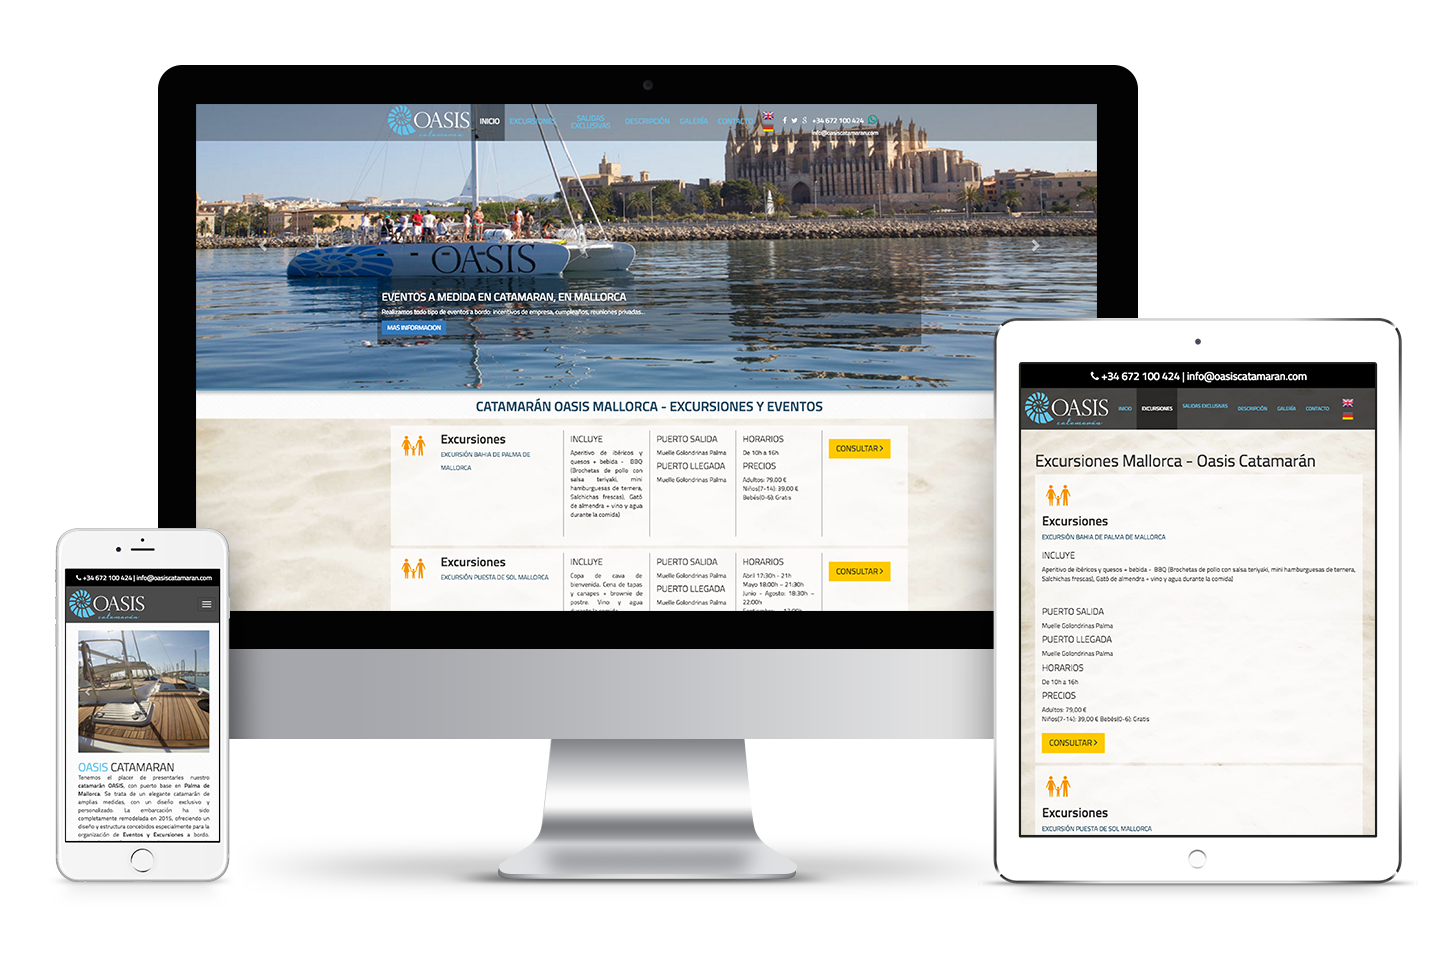 OASIS
catamarán
INICIO
EXCURSIONES
SALIDAS
EXCLUSIVAS
DESCRIPCIÓN
GALERÍA
CONTACTO
+34 672 100 424
info@oasiscatamaran.com
OASIS
EVENTOS A MEDIDA EN CATAMARAN, EN MALLORCA
Realizamos todo tipo de eventos a bordo: incentivos de empresa, cumpleaños, reuniones privadas...
MAS INFORMACION
CATAMARÁN OASIS MALLORCA - EXCURSIONES Y EVENTOS
Excursiones
EXCURSIÓN BAHIA DE PALMA DE
MALLORCA
INCLUYE
Aperitivo de ibéricos y
quesos + bebida - BBQ
(Brochetas de pollo con
salsa teriyaki, mini
hamburguesas de ternera,
Salchichas frescas), Gató
de almendra + vino y agua
durante la comida)
PUERTO SALIDA
Muelle Golondrinas Palma
PUERTO LLEGADA
Muelle Golondrinas Palma
HORARIOS
De 10h a 16h
PRECIOS
Adultos: 79,00 €
Niños(7-14): 39,00 €
Bebés(0-6): Gratis
CONSULTAR >
Excursiones
EXCURSIÓN PUESTA DE SOL MALLORCA
INCLUYE
Copa de cava de
bienvenida. Cena de tapas
y canapes + brownie de
postre. Vino y agua
PUERTO SALIDA
Muelle Golondrinas Palma
PUERTO LLEGADA
Muelle Golondrinas Palma
HORARIOS
Abril 17:30h - 21h
Mayo 18:00h – 21:30h
Junio - Agosto: 18:30h –
22:00h
CONSULTAR >
+34 672 100 424 | info@oasiscatamaran.com
OASIS
catamarán
OASIS CATAMARAN
Tenemos el placer de presentarles nuestro
catamarán OASIS, con puerto base en Palma de
Mallorca. Se trata de un elegante catamarán de
amplias medidas, con un diseño exclusivo y
personalizado. La embarcación ha sido
completamente remodelada en 2015, ofreciendo un
diseño y estructura concebidos especialmente para la
organización de Eventos y Excursiones a bordo.
+34 672 100 424 | info@oasiscatamaran.com
OASIS
catamarán
INICIO
EXCURSIONES
SALIDAS EXCLUSIVAS
DESCRIPCIÓN
GALERÍA
CONTACTO
Excursiones Mallorca - Oasis Catamarán
Excursiones
EXCURSIÓN BAHIA DE PALMA DE MALLORCA
INCLUYE
Aperitivo de ibéricos y quesos + bebida - BBQ (Brochetas de pollo con salsa teriyaki, mini hamburguesas de ternera,
Salchichas frescas), Gató de almendra + vino y agua durante la comida)
PUERTO SALIDA
Muelle Golondrinas Palma
PUERTO LLEGADA
Muelle Golondrinas Palma
HORARIOS
De 10h a 16h
PRECIOS
Adultos: 79,00 €
Niños(7-14): 39,00 € Bebés(0-6): Gratis
CONSULTAR >
Excursiones
EXCURSIÓN PUESTA DE SOL MALLORCA